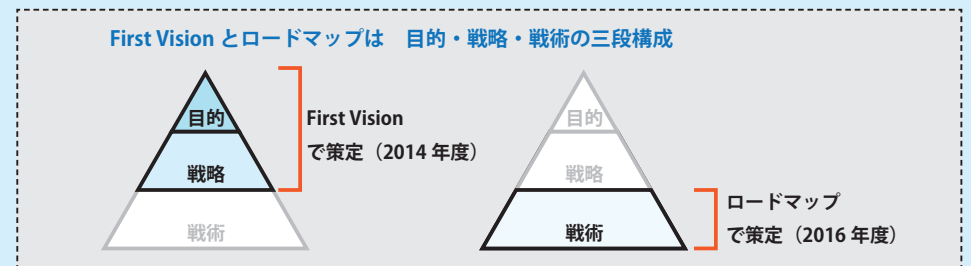 First Vision とロードマップは　目的・戦略・戦術の三段構成
目的
戦略
戦術
First Vision
で策定（2014 年度）
目的
戦略
戦術
ロードマップ
で策定（2016 年度）